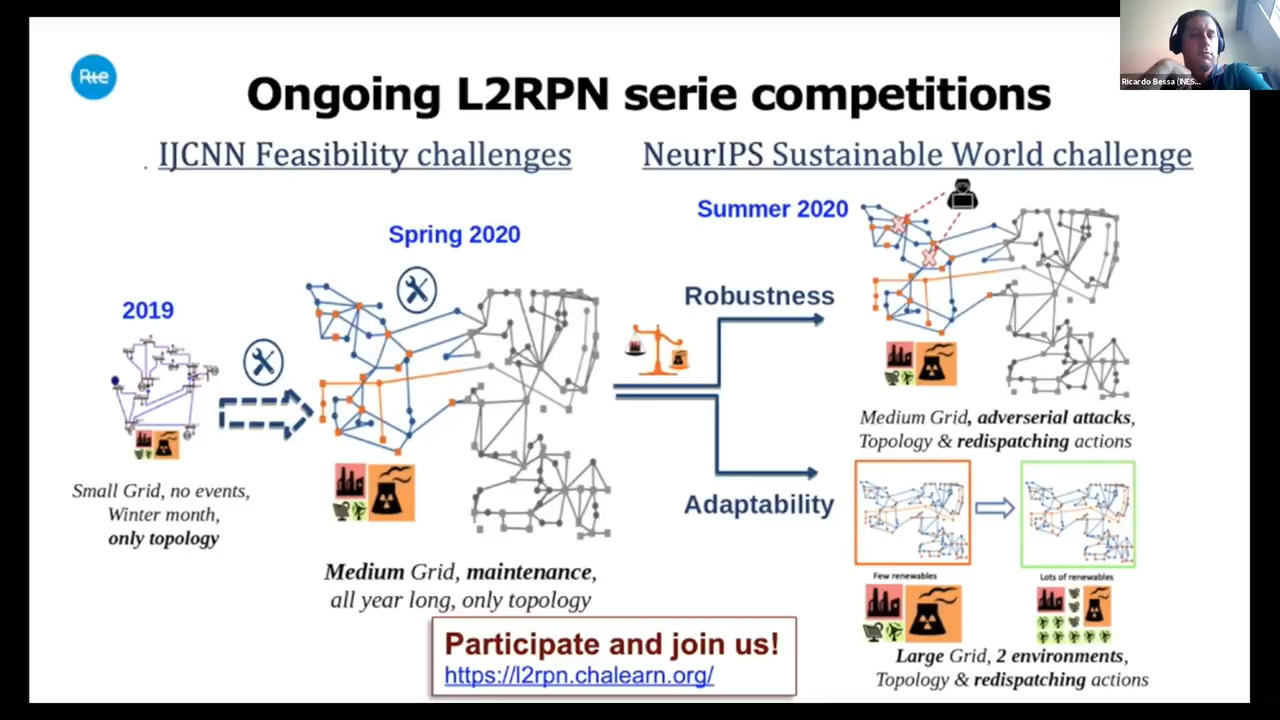 Rte
Ongoing L2RPN serie competitions
IJCNN Feasibility challenges
NeurIPS Sustainable World challenge
2019
Small Grid, no events,
Winter month,
only topology
Spring 2020
Medium Grid, maintenance,
all year long, only topology
Summer 2020
Robustness
Medium Grid, adverserial attacks,
Topology & redispatching actions
Adaptability
Few renewables
Lots of renewables
Large Grid, 2 environments,
Topology & redispatching actions
Participate and join us!
https://l2rpn.chalearn.org/
Ricardo Bessa (INES...